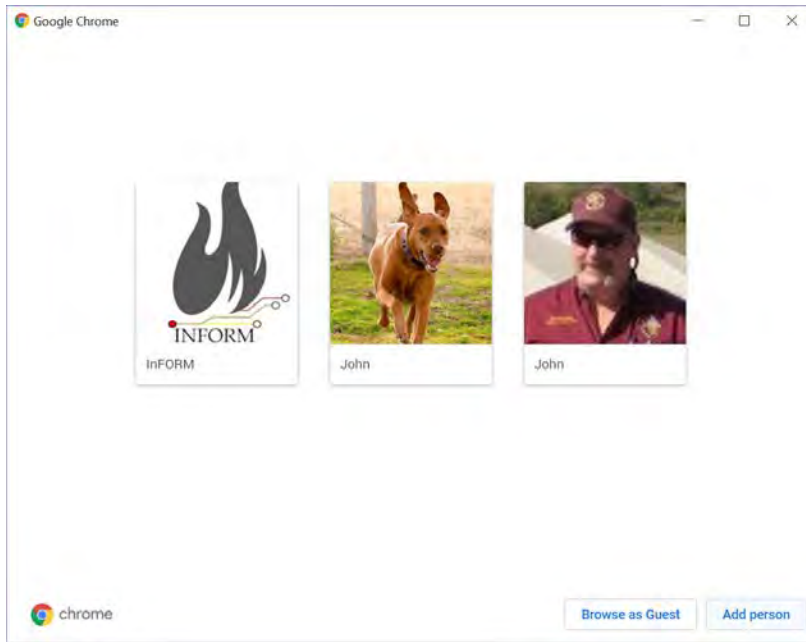 Google Chrome
INFORM
InFORM
John
John
chrome
Browse as Guest
Add person